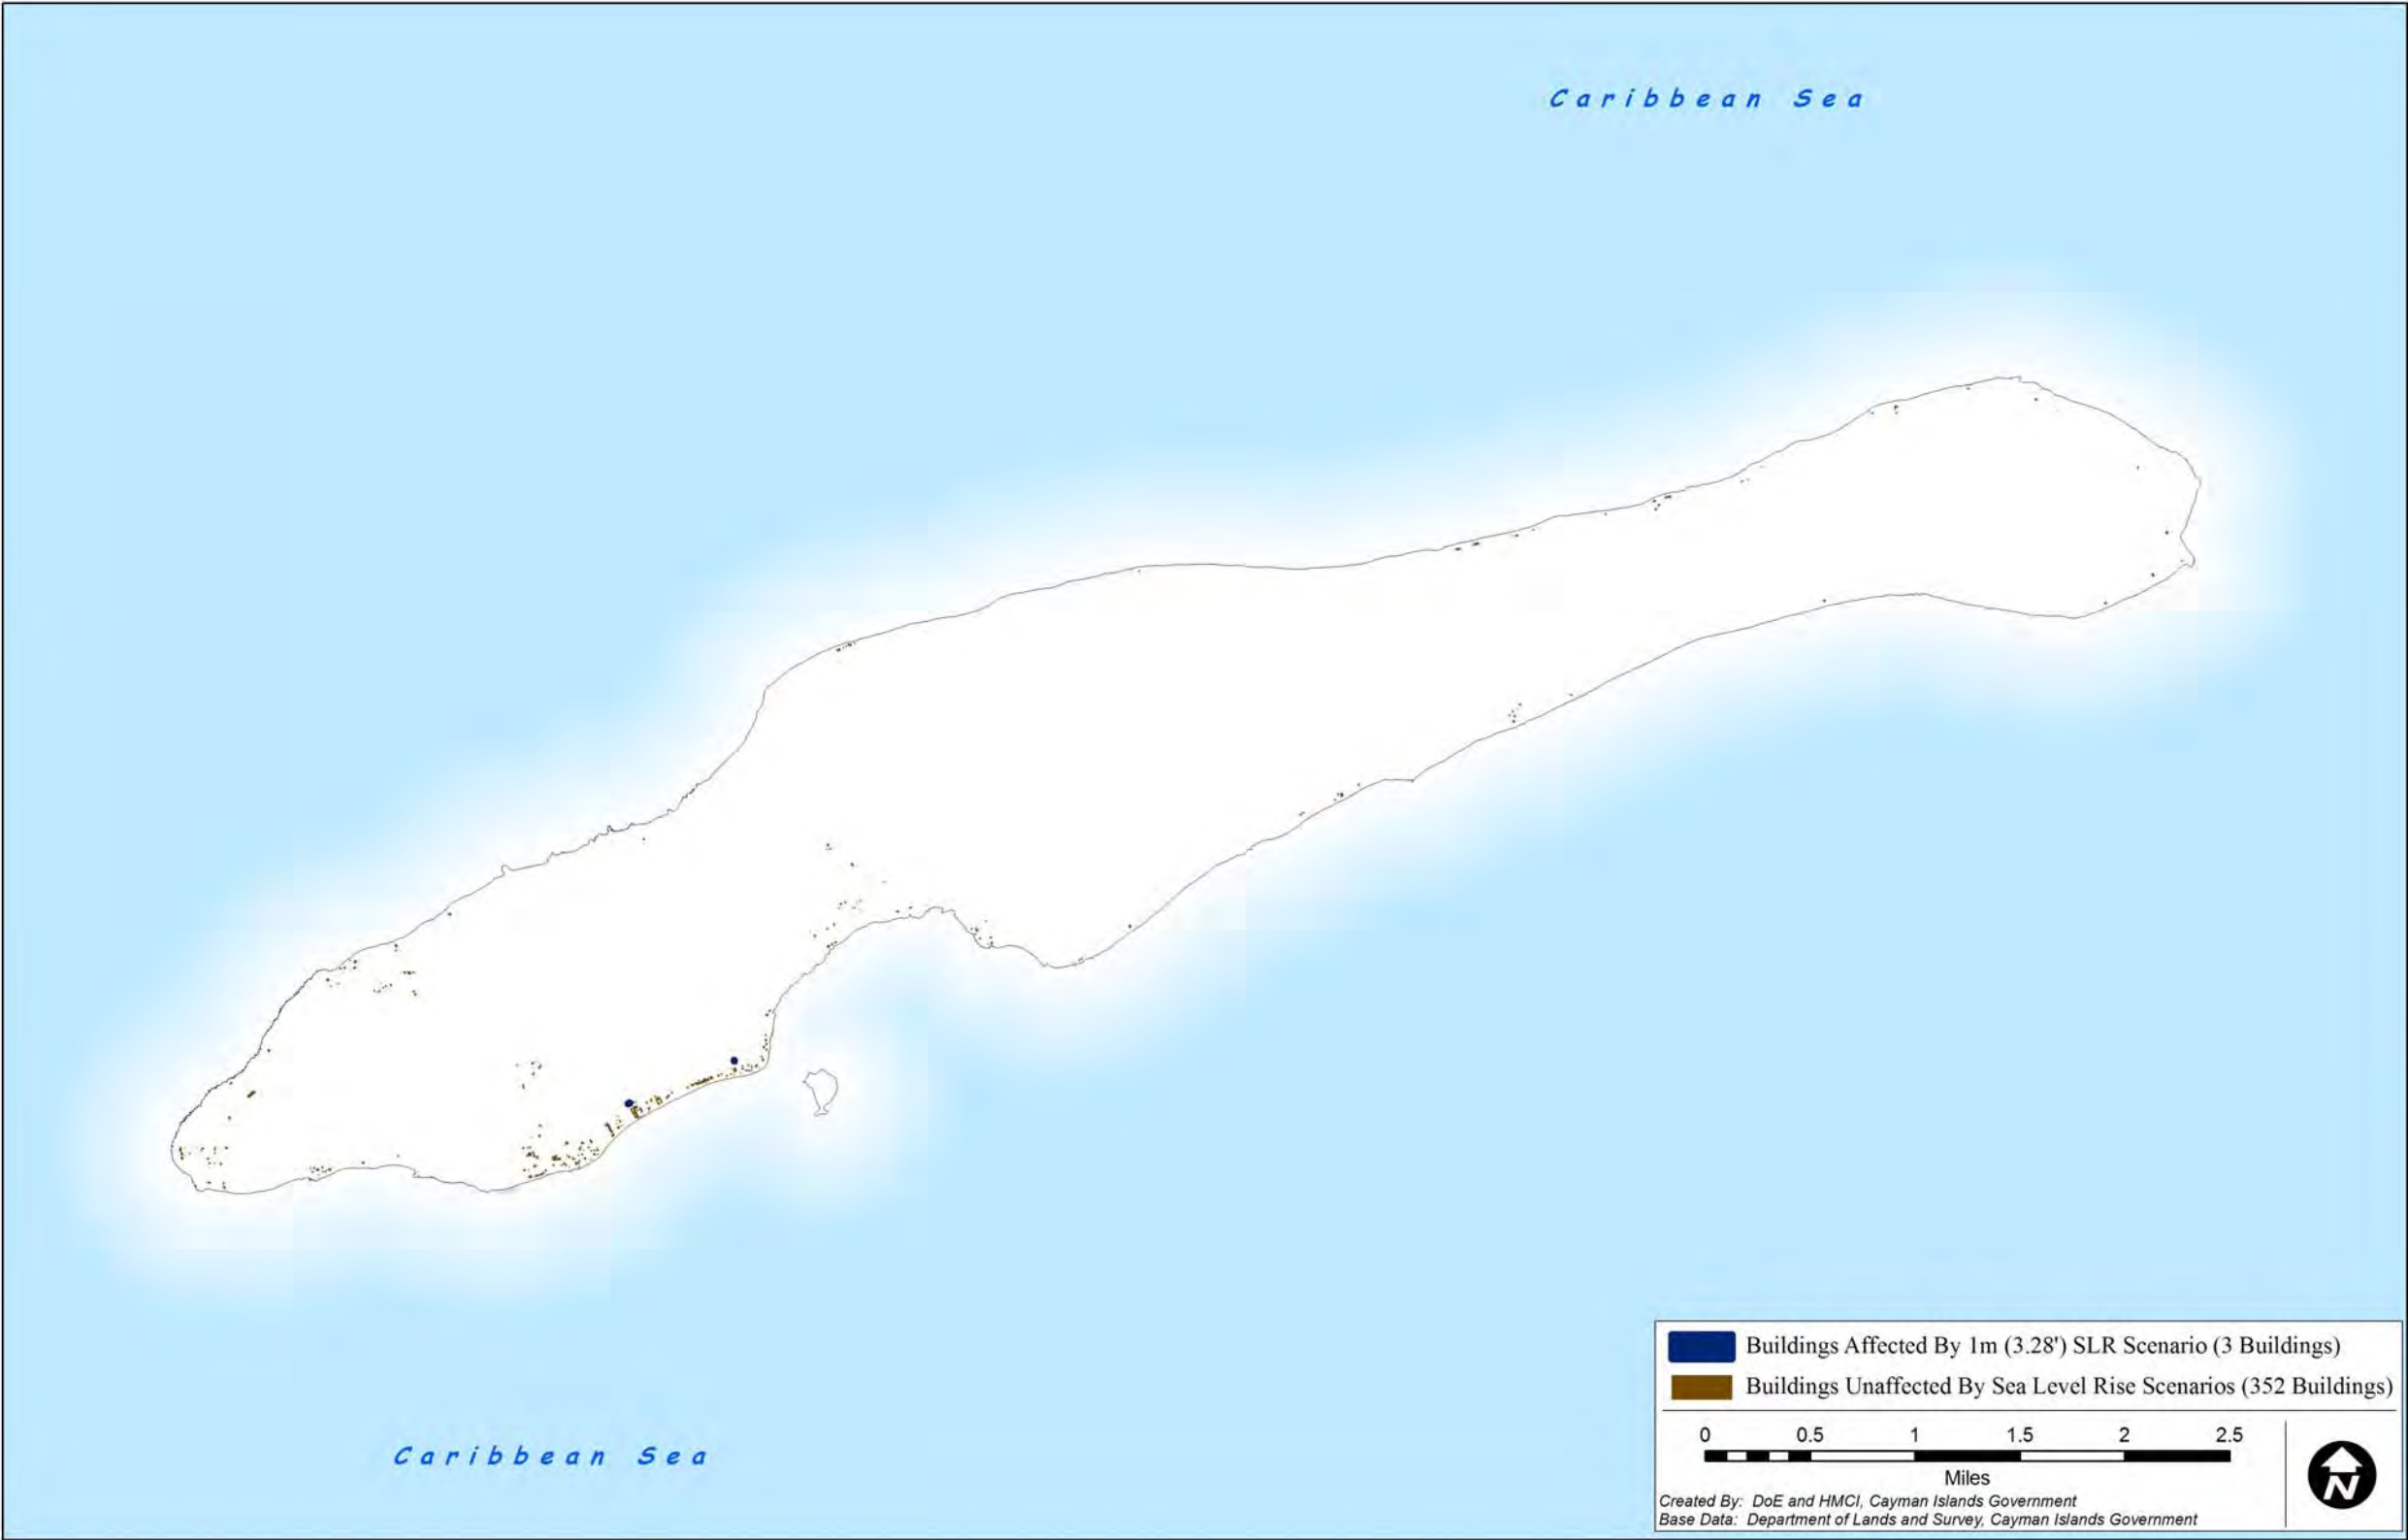 Caribbean Sea
Caribbean Sea
Buildings Affected By 1m (3.28') SLR Scenario (3 Buildings)
Buildings Unaffected By Sea Level Rise Scenarios (352 Buildings)
0 0.5 1 1.5 2 2.5
Miles
N
Created By: DoE and HMCI, Cayman Islands Government
Base Data: Department of Lands and Survey, Cayman Islands Government